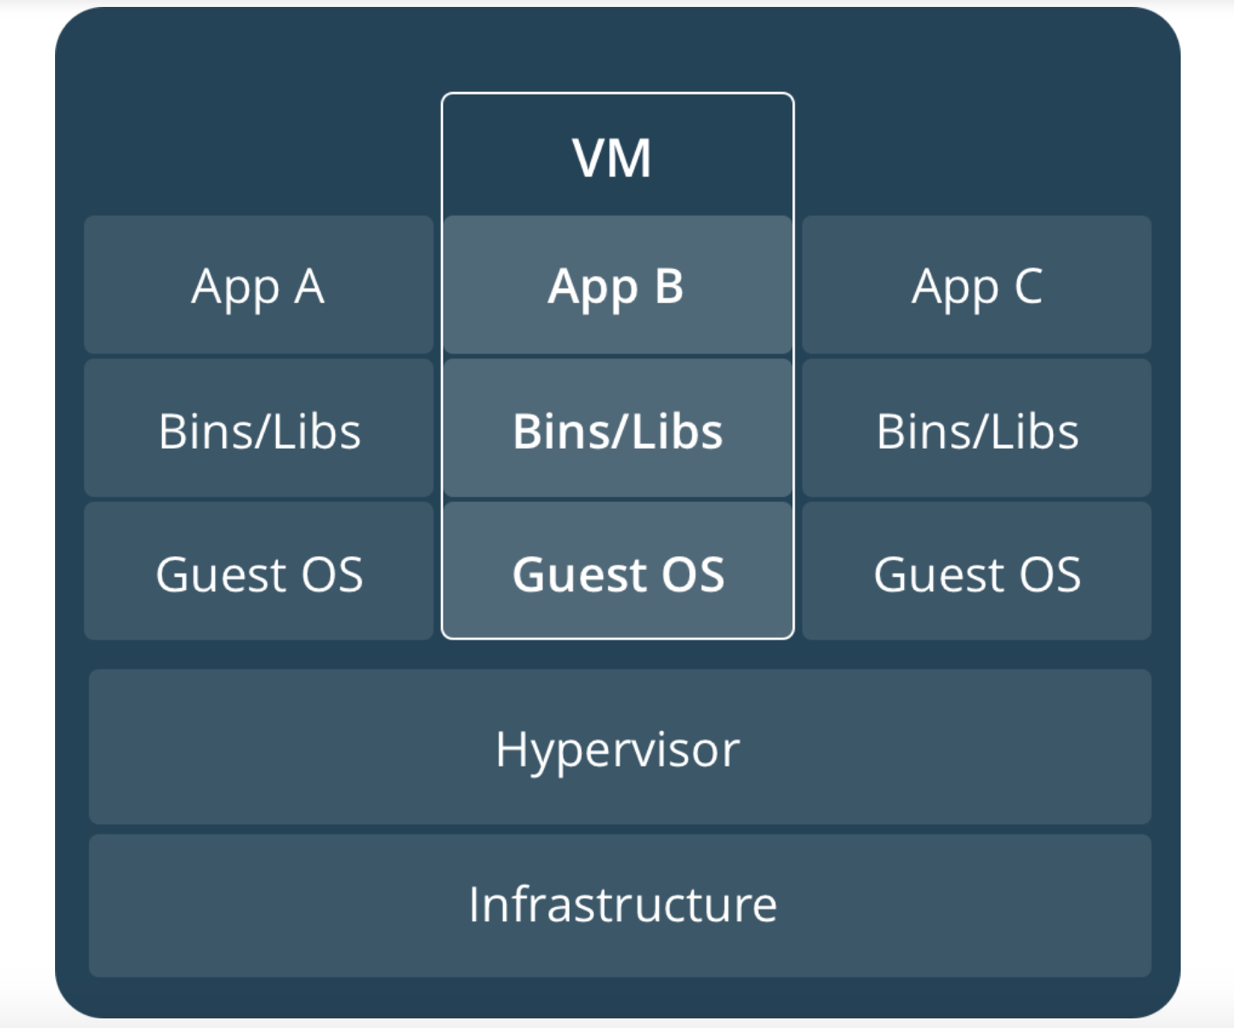 VM
App A
App B
App C
Bins/Libs
Bins/Libs
Bins/Libs
Guest OS
Guest OS
Guest OS
Hypervisor
Infrastructure